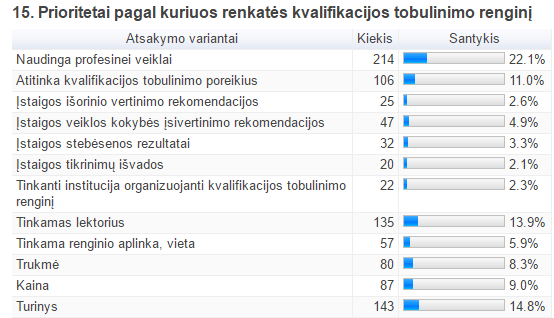 15. Prioritetai pagal kuriuos renkatės kvalifikacijos tobulinimo renginį
Atsakymo variantai Kiekis Santykis
Naudinga profesinei veiklai 214 22.1%
Atitinka kvalifikacijos tobulinimo poreikius 106 11.0%
Įstaigos išorinio vertinimo rekomendacijos 25 2.6%
Įstaigos veiklos kokybės įsivertinimo rekomendacijos 47 4.9%
Įstaigos stebėsenos rezultatai 32 3.3%
Įstaigos tikrinimų išvados 20 2.1%
Tinkanti institucija organizuojanti kvalifikacijos tobulinimo
renginį 22 2.3%
Tinkamas lektorius 135 13.9%
Tinkama renginio aplinka, vieta 57 5.9%
Trukmė 80 8.3%
Kaina 87 9.0%
Turinys 143 14.8%